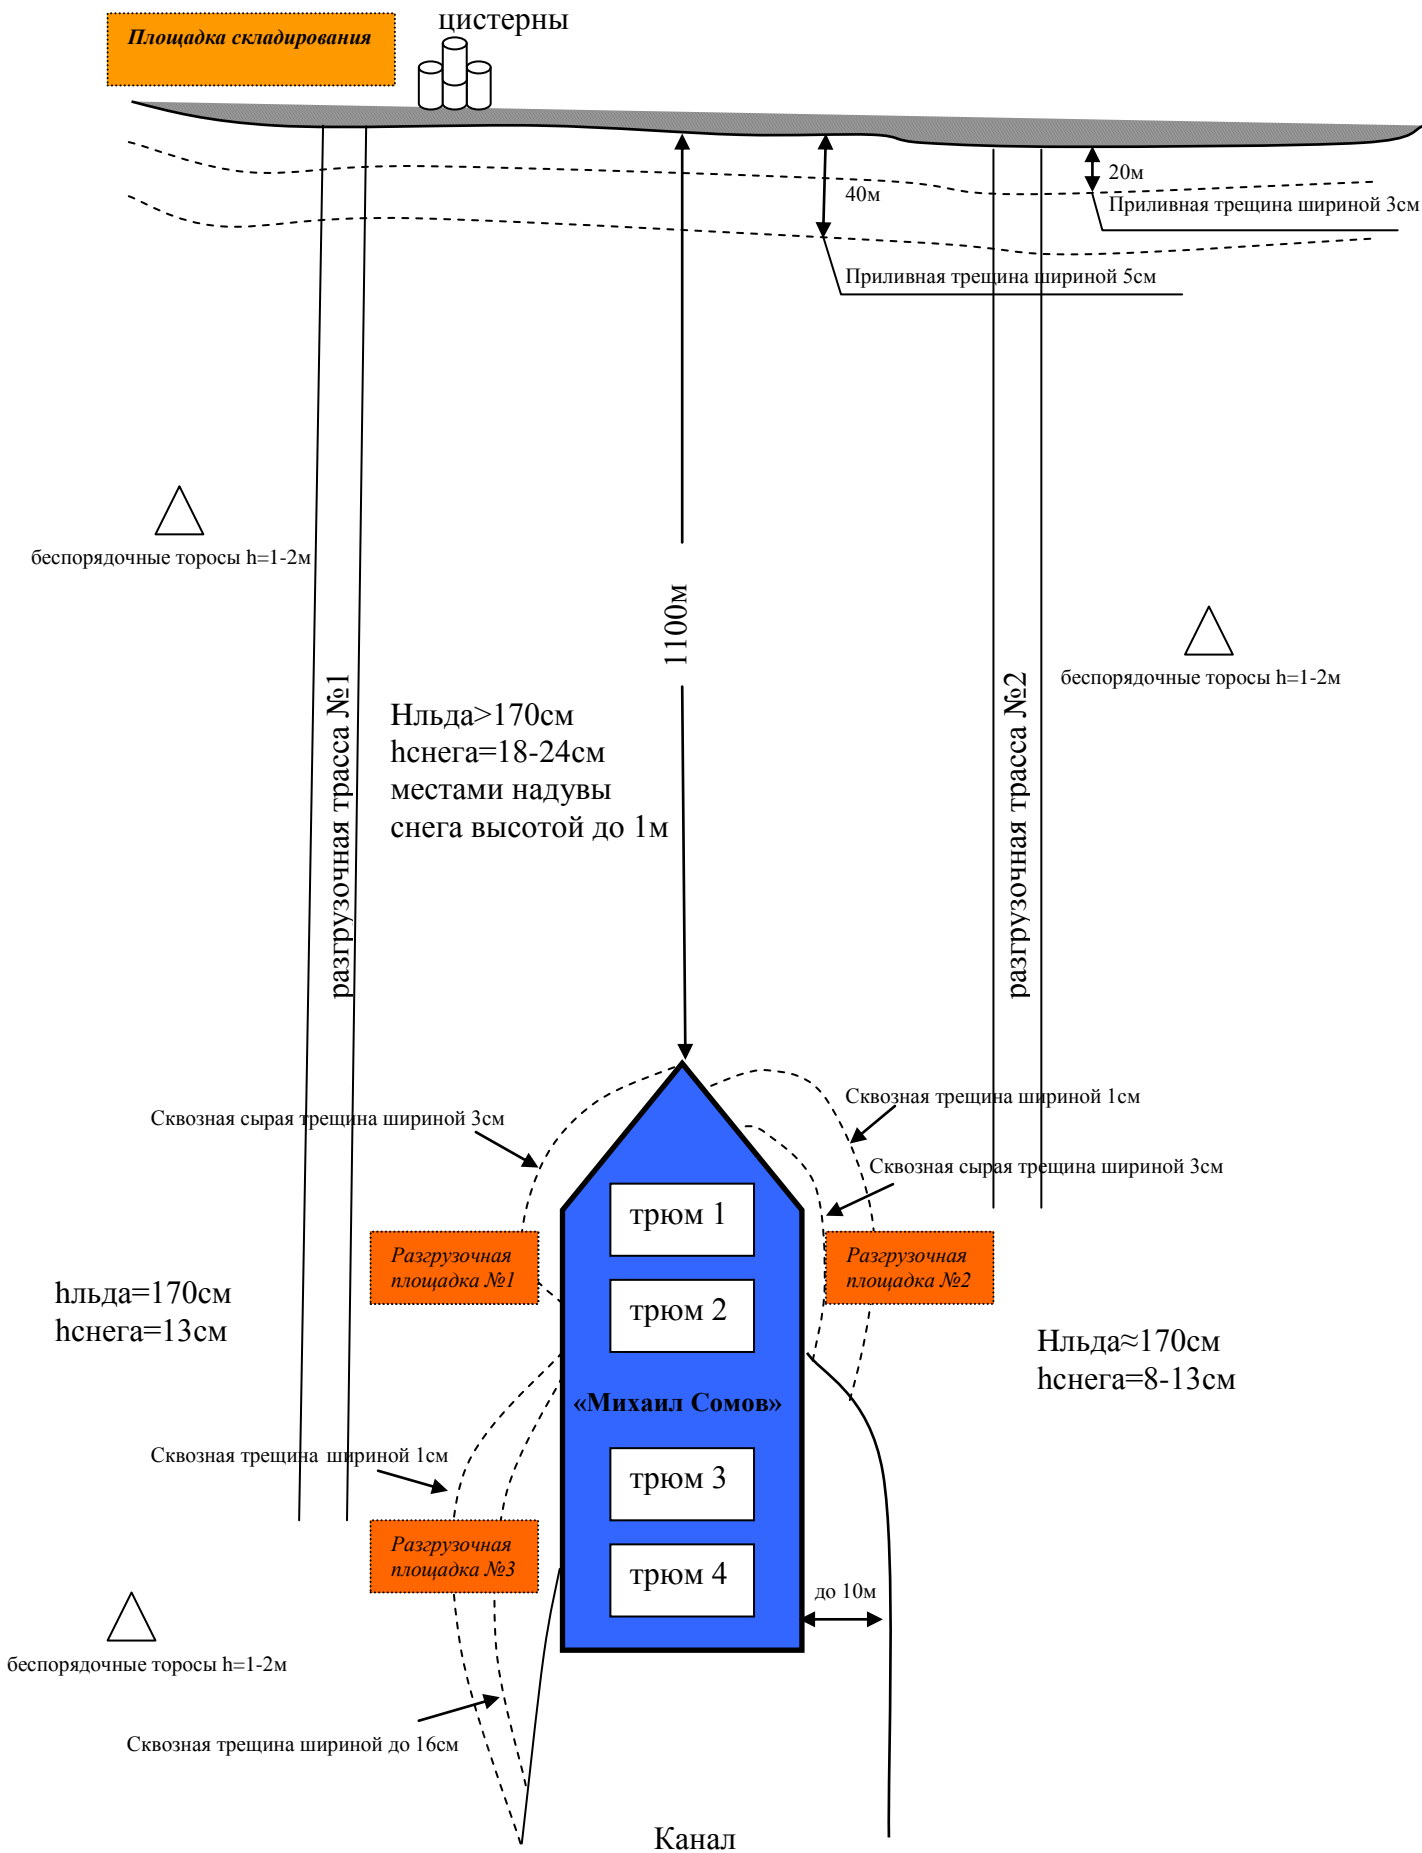 цистерны
Площадка складирования
20м
40м
Приливная трещина шириной 3см
Приливная трещина шириной 5см
беспорядочные торосы h=1-2м
1100м
беспорядочные торосы h=1-2м
разгрузочная трасса №1
разгрузочная трасса №2
Нльда>170см
hснега=18-24см
местами надувы
снега высотой до 1м
Сквозная трещина шириной 1см
Сквозная сырая трещина шириной 3см
Сквозная сырая трещина шириной 3см
трюм 1
Разгрузочная
площадка №1
Разгрузочная
площадка №2
hльда=170см
hснега=13см
трюм 2
Нльда≈170см
hснега=8-13см
«Михаил Сомов»
Сквозная трещина шириной 1см
трюм 3
Разгрузочная
площадка №3
трюм 4
до 10м
беспорядочные торосы h=1-2м
Сквозная трещина шириной до 16см
Канал